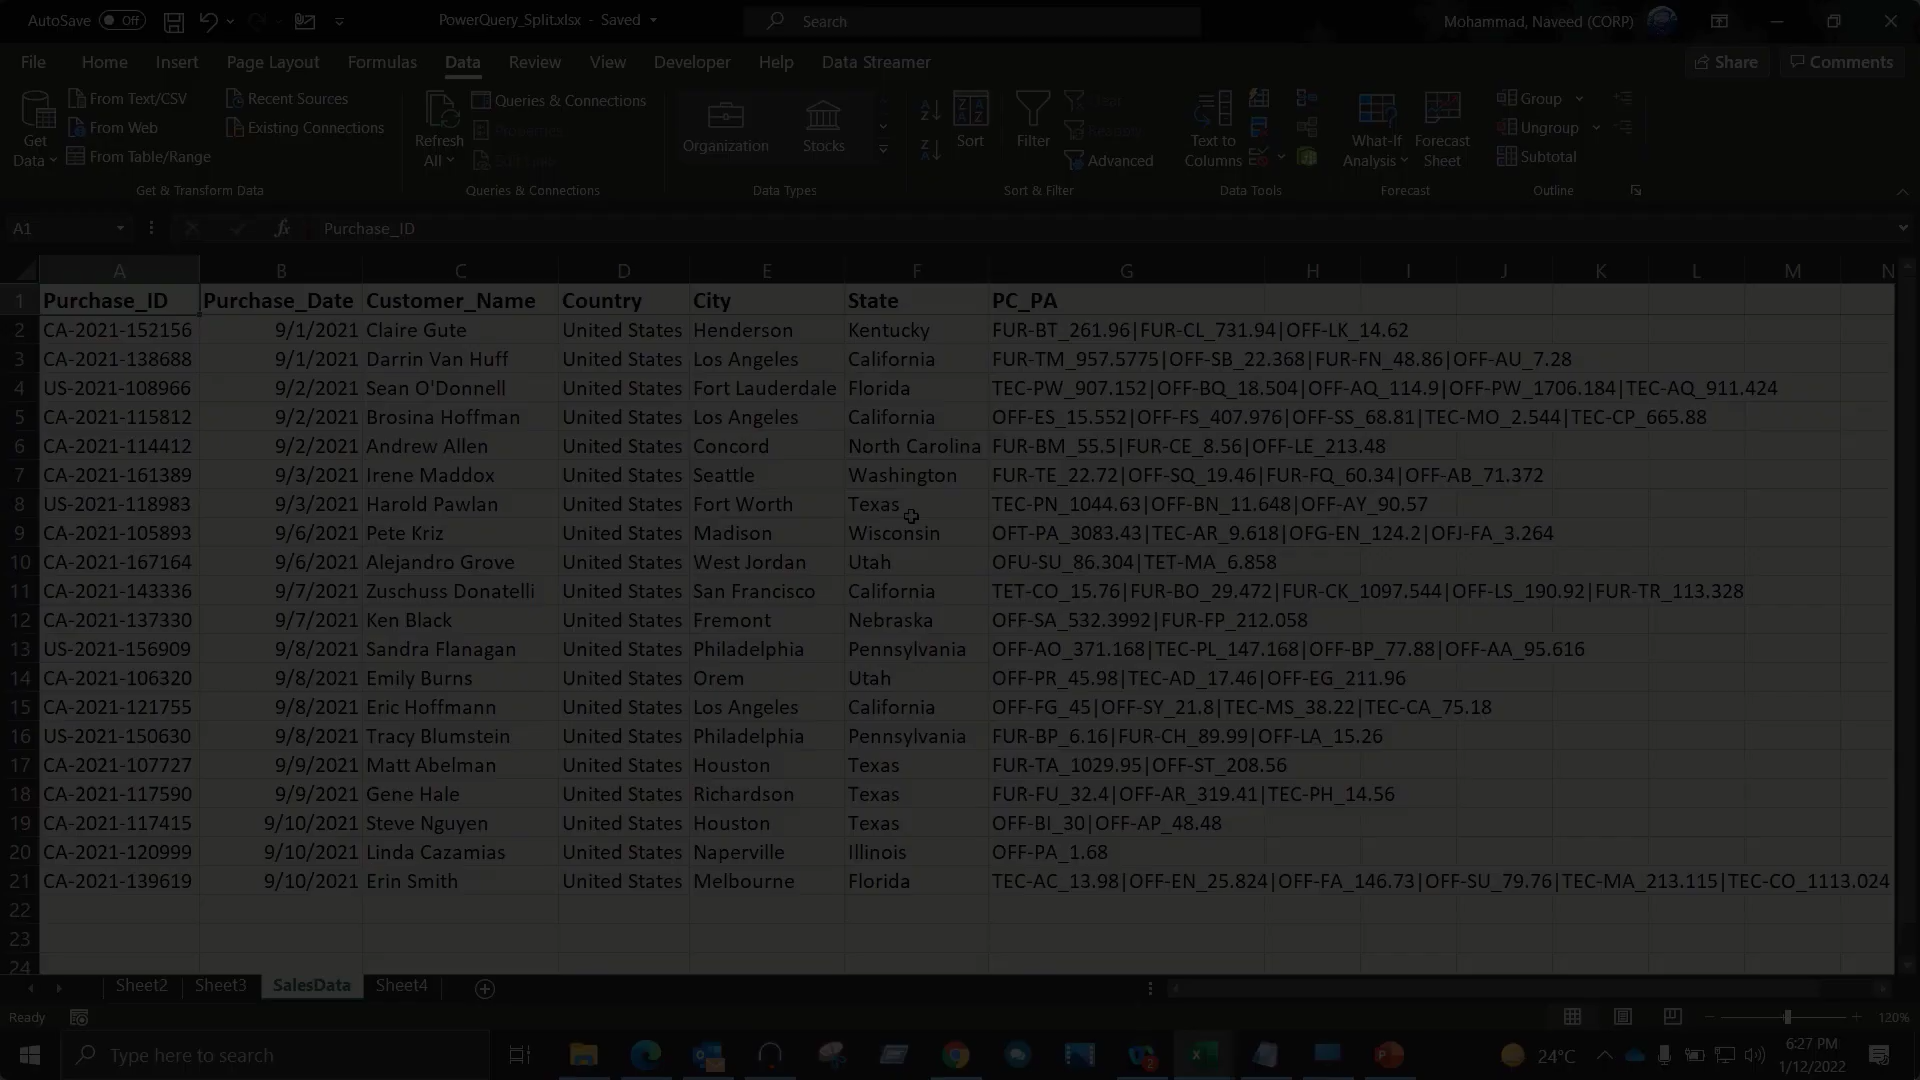 AutoSave Off PowerQuery_Split.xlsx - Saved Search Mohammad, Naveed (CORP)
File Home Insert Page Layout Formulas Data Review View Developer Help Data Streamer Share Comments
Get Data From Text/CSV From Web From Table/Range Recent Sources Existing Connections
Refresh All Queries & Connections Properties Edit Links
Organization Stocks
Sort Filter Clear Reapply Advanced
Text to Columns What-If Analysis Forecast Sheet Group Ungroup Subtotal
Get & Transform Data Queries & Connections Data Types Sort & Filter Data Tools Forecast Outline
A1 fx Purchase_ID
A B C D E F G H I J K L M N
1 Purchase_ID Purchase_Date Customer_Name Country City State PC_PA
2 CA-2021-152156 9/1/2021 Claire Gute United States Henderson Kentucky FUR-BT_261.96|FUR-CL_731.94|OFF-LK_14.62
3 CA-2021-138688 9/1/2021 Darrin Van Huff United States Los Angeles California FUR-TM_957.5775|OFF-SB_22.368|FUR-FN_48.86|OFF-AU_7.28
4 US-2021-108966 9/2/2021 Sean O'Donnell United States Fort Lauderdale Florida TEC-PW_907.152|OFF-BQ_18.504|OFF-AQ_114.9|OFF-PW_1706.184|TEC-AQ_911.424
5 CA-2021-115812 9/2/2021 Brosina Hoffman United States Los Angeles California OFF-ES_15.552|OFF-FS_407.976|OFF-SS_68.81|TEC-MO_2.544|TEC-CP_665.88
6 CA-2021-114412 9/2/2021 Andrew Allen United States Concord North Carolina FUR-BM_55.5|FUR-CE_8.56|OFF-LE_213.48
7 CA-2021-161389 9/3/2021 Irene Maddox United States Seattle Washington FUR-TE_22.72|OFF-SQ_19.46|FUR-FQ_60.34|OFF-AB_71.372
8 US-2021-118983 9/3/2021 Harold Pawlan United States Fort Worth Texas TEC-PN_1044.63|OFF-BN_11.648|OFF-AY_90.57
9 CA-2021-105893 9/6/2021 Pete Kriz United States Madison Wisconsin OFT-PA_3083.43|TEC-AR_9.618|OFG-EN_124.2|OFJ-FA_3.264
10 CA-2021-167164 9/6/2021 Alejandro Grove United States West Jordan Utah OFU-SU_86.304|TET-MA_6.858
11 CA-2021-143336 9/7/2021 Zuschuss Donatelli United States San Francisco California TET-CO_15.76|FUR-BO_29.472|FUR-CK_1097.544|OFF-LS_190.92|FUR-TR_113.328
12 CA-2021-137330 9/7/2021 Ken Black United States Fremont Nebraska OFF-SA_532.3992|FUR-FP_212.058
13 US-2021-156909 9/8/2021 Sandra Flanagan United States Philadelphia Pennsylvania OFF-AO_371.168|TEC-PL_147.168|OFF-BP_77.88|OFF-AA_95.616
14 CA-2021-106320 9/8/2021 Emily Burns United States Orem Utah OFF-PR_45.98|TEC-AD_17.46|OFF-EG_211.96
15 CA-2021-121755 9/8/2021 Eric Hoffmann United States Los Angeles California OFF-FG_45|OFF-SY_21.8|TEC-MS_38.22|TEC-CA_75.18
16 US-2021-150630 9/8/2021 Tracy Blumstein United States Philadelphia Pennsylvania FUR-BP_6.16|FUR-CH_89.99|OFF-LA_15.26
17 CA-2021-107727 9/9/2021 Matt Abelman United States Houston Texas FUR-TA_1029.95|OFF-ST_208.56
18 CA-2021-117590 9/9/2021 Gene Hale United States Richardson Texas FUR-FU_32.4|OFF-AR_319.41|TEC-PH_14.56
19 CA-2021-117415 9/10/2021 Steve Nguyen United States Houston Texas OFF-BI_30|OFF-AP_48.48
20 CA-2021-120999 9/10/2021 Linda Cazamias United States Naperville Illinois OFF-PA_1.68
21 CA-2021-139619 9/10/2021 Erin Smith United States Melbourne Florida TEC-AC_13.98|OFF-EN_25.824|OFF-FA_146.73|OFF-SU_79.76|TEC-MA_213.115|TEC-CO_1113.024
22
23
24
Sheet2 Sheet3 SalesData Sheet4
Ready 120%
Type here to search 24°C 6:27 PM
1/12/2022